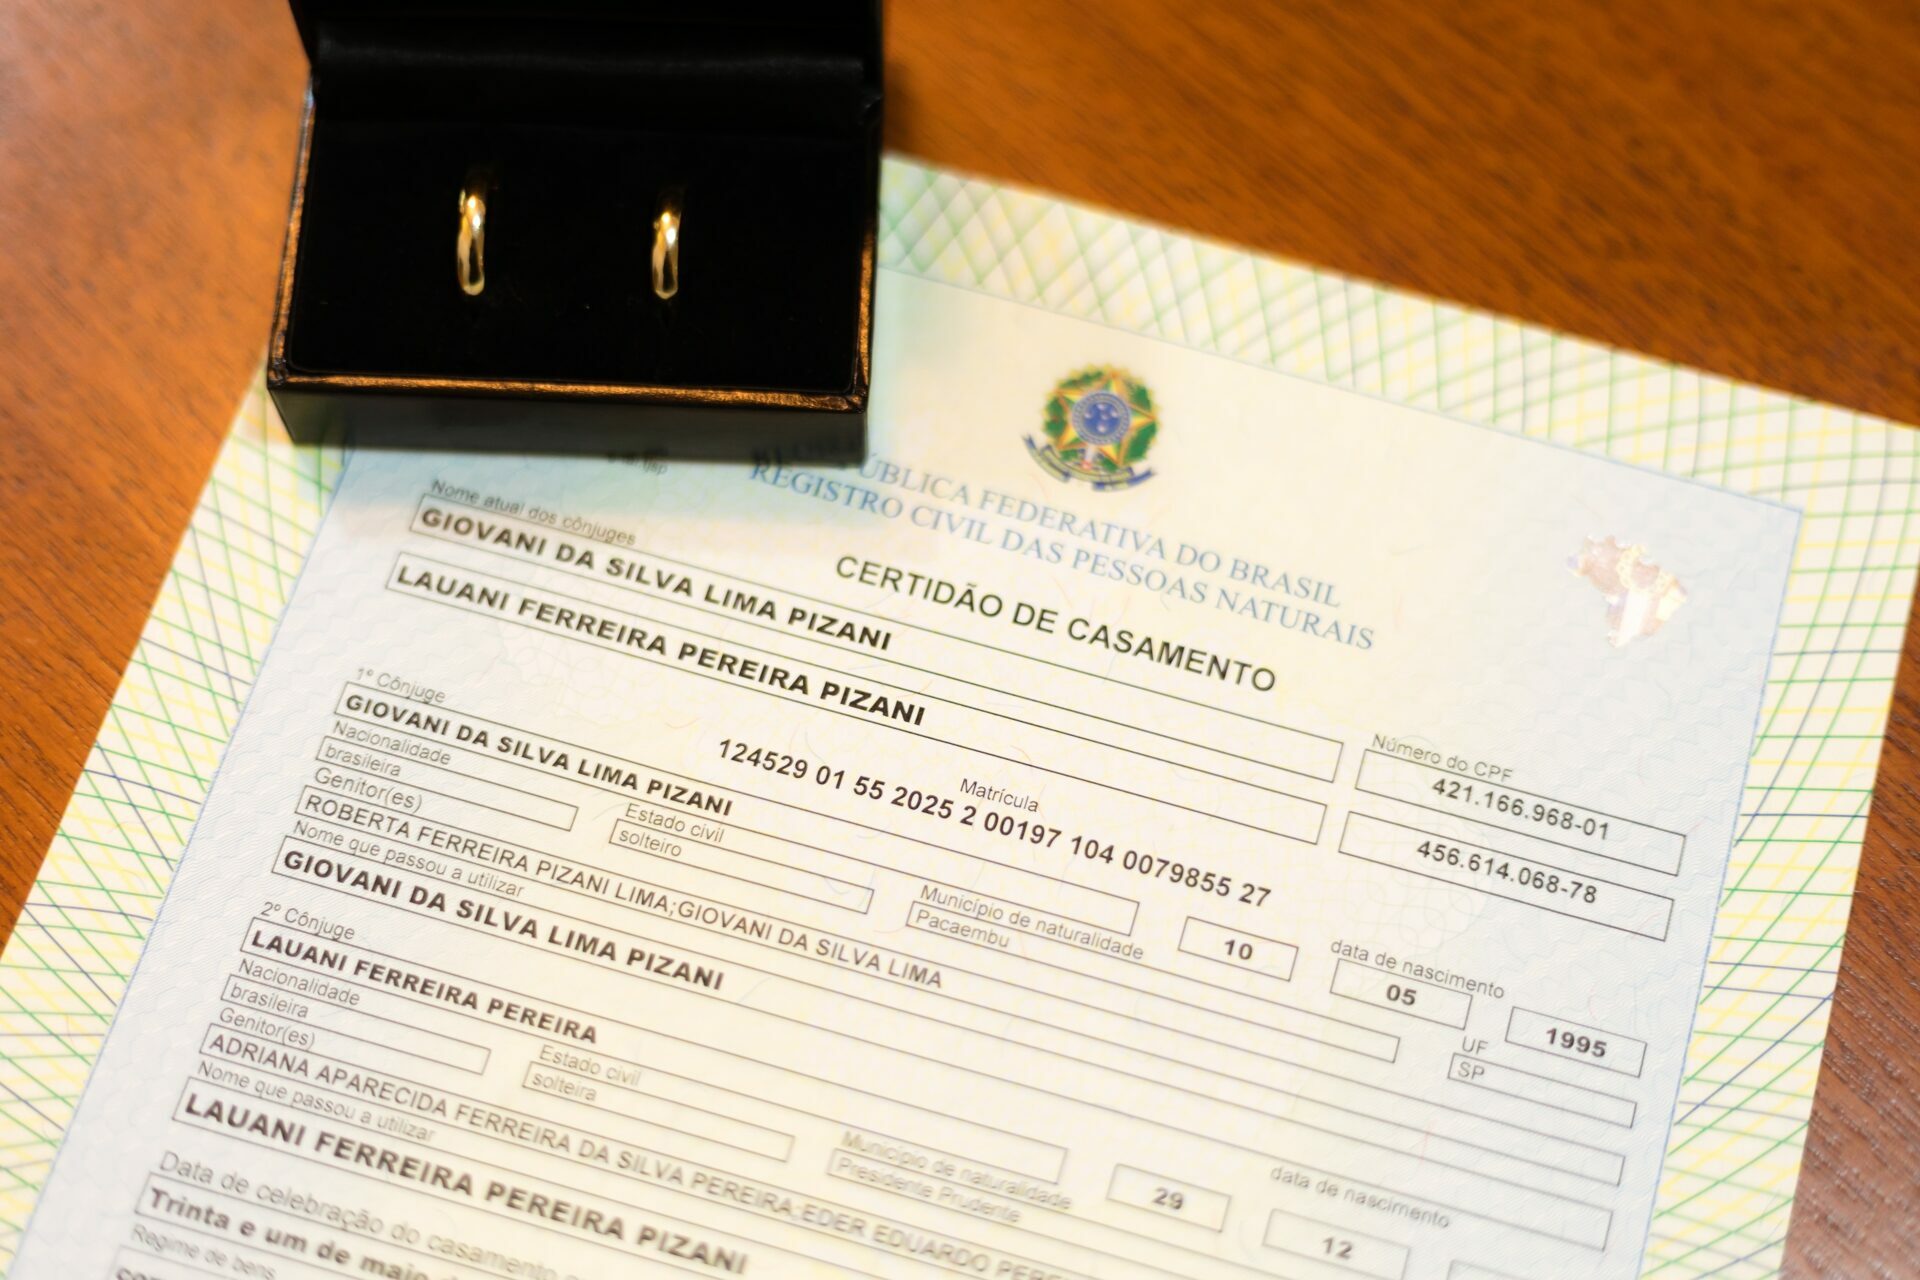 REPÚBLICA FEDERATIVA DO BRASIL
REGISTRO CIVIL DAS PESSOAS NATURAIS
CERTIDÃO DE CASAMENTO
Nome atual dos cônjuges
GIOVANI DA SILVA LIMA PIZANI
LAUANI FERREIRA PEREIRA PIZANI
Número do CPF
421.166.968-01
456.614.068-78
Matrícula
124529 01 55 2025 2 00197 104 0079855 27
1º Cônjuge
GIOVANI DA SILVA LIMA PIZANI
Nacionalidade
brasileira
Estado civil
solteiro
Município de naturalidade
Pacaembu
data de nascimento
10 05 1995
UF
SP
Genitor(es)
ROBERTA FERREIRA PIZANI LIMA;GIOVANI DA SILVA LIMA
Nome que passou a utilizar
GIOVANI DA SILVA LIMA PIZANI
2º Cônjuge
LAUANI FERREIRA PEREIRA
Nacionalidade
brasileira
Estado civil
solteira
Município de naturalidade
Presidente Prudente
data de nascimento
29 12
Genitor(es)
ADRIANA APARECIDA FERREIRA DA SILVA PEREIRA;EDER EDUARDO
Nome que passou a utilizar
LAUANI FERREIRA PEREIRA PIZANI
Data de celebração do casamento
Trinta e um de maio
Regime de bens